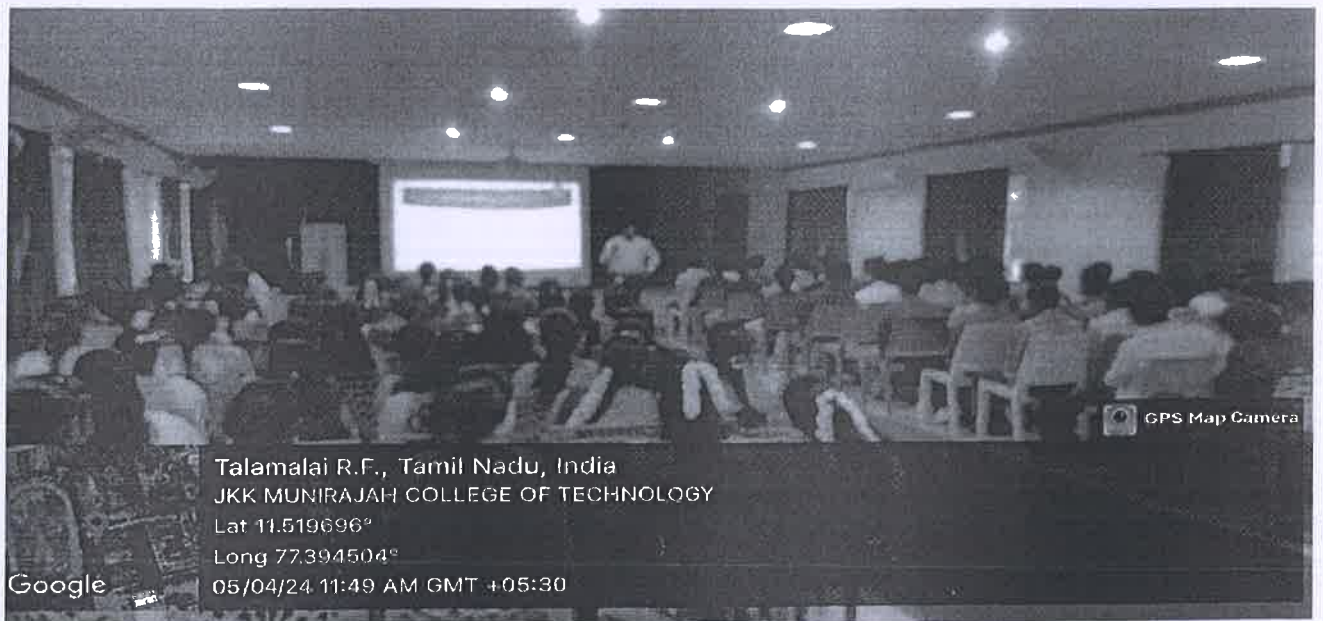 GPS Map Camera
Talamalai R.F., Tamil Nadu, India
JKK MUNIRAJAH COLLEGE OF TECHNOLOGY
Lat 11.519696°
Long 77.394504°
Google
05/04/24 11:49 AM GMT +05:30